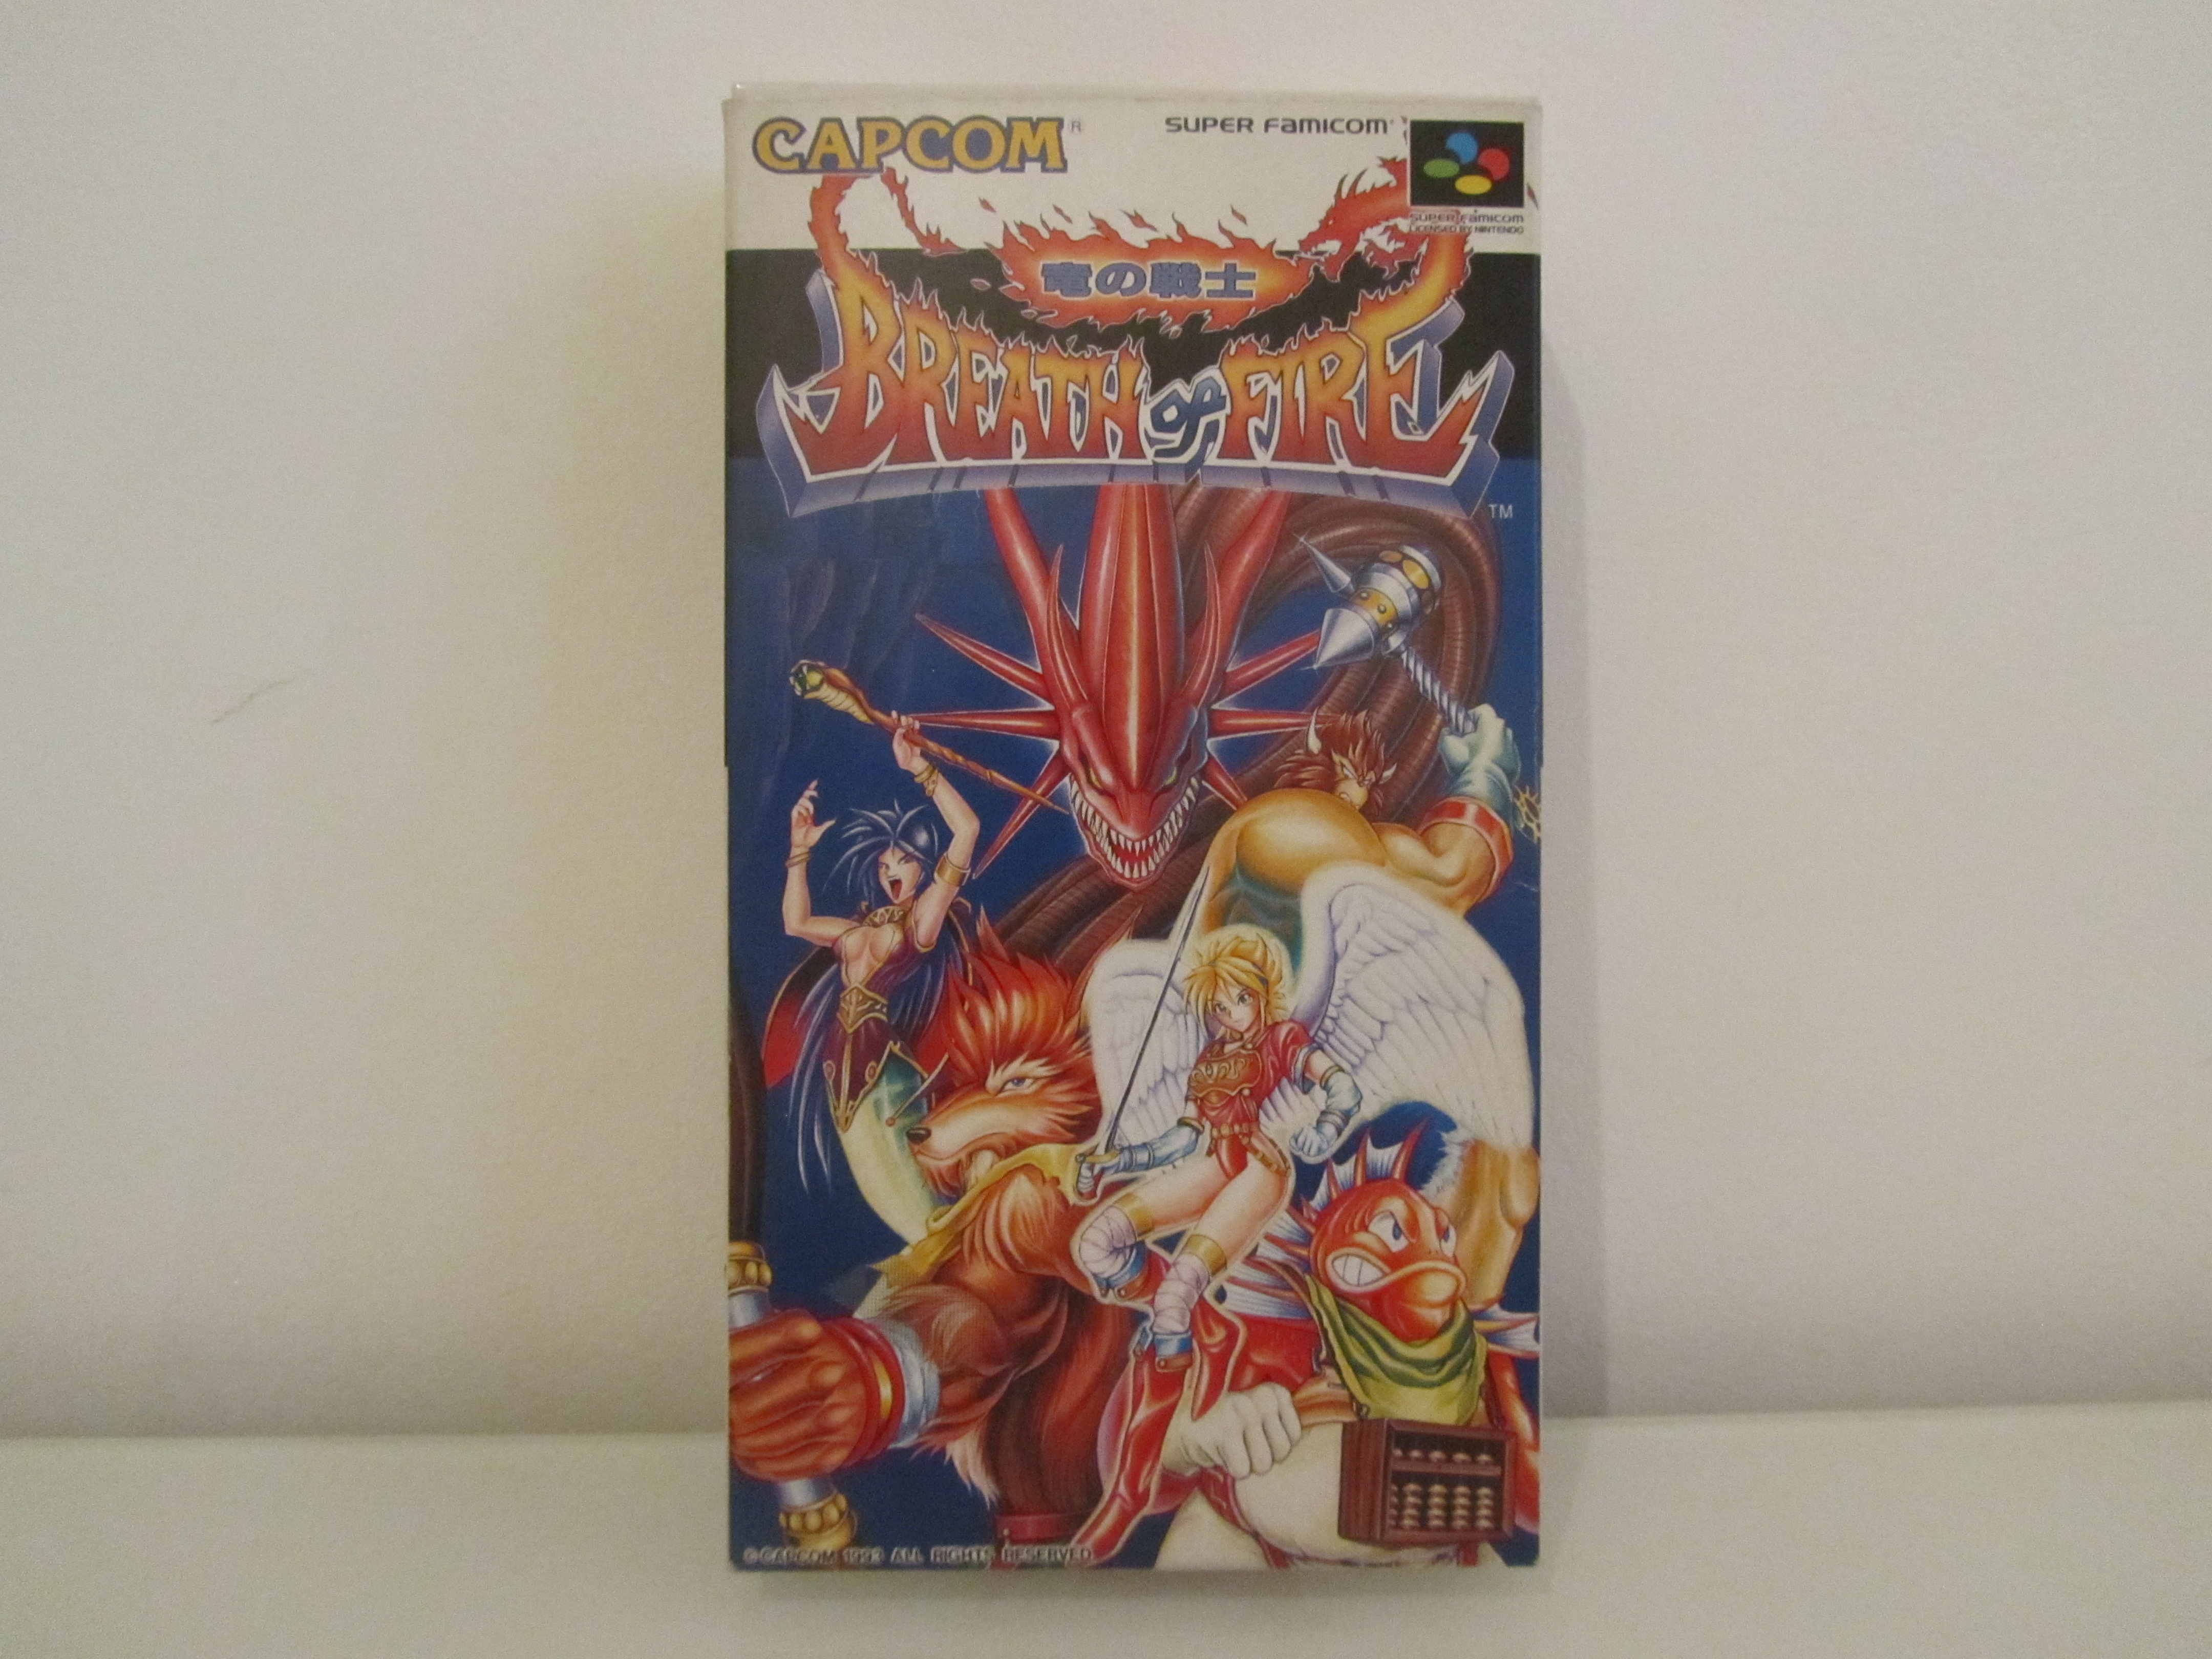 CAPCOM®
SUPER FAMICOM
SUPER FAMICOM
LICENSED BY NINTENDO
竜の戦士
BREATH of FIRE
TM
© CAPCOM 1993 ALL RIGHTS RESERVED